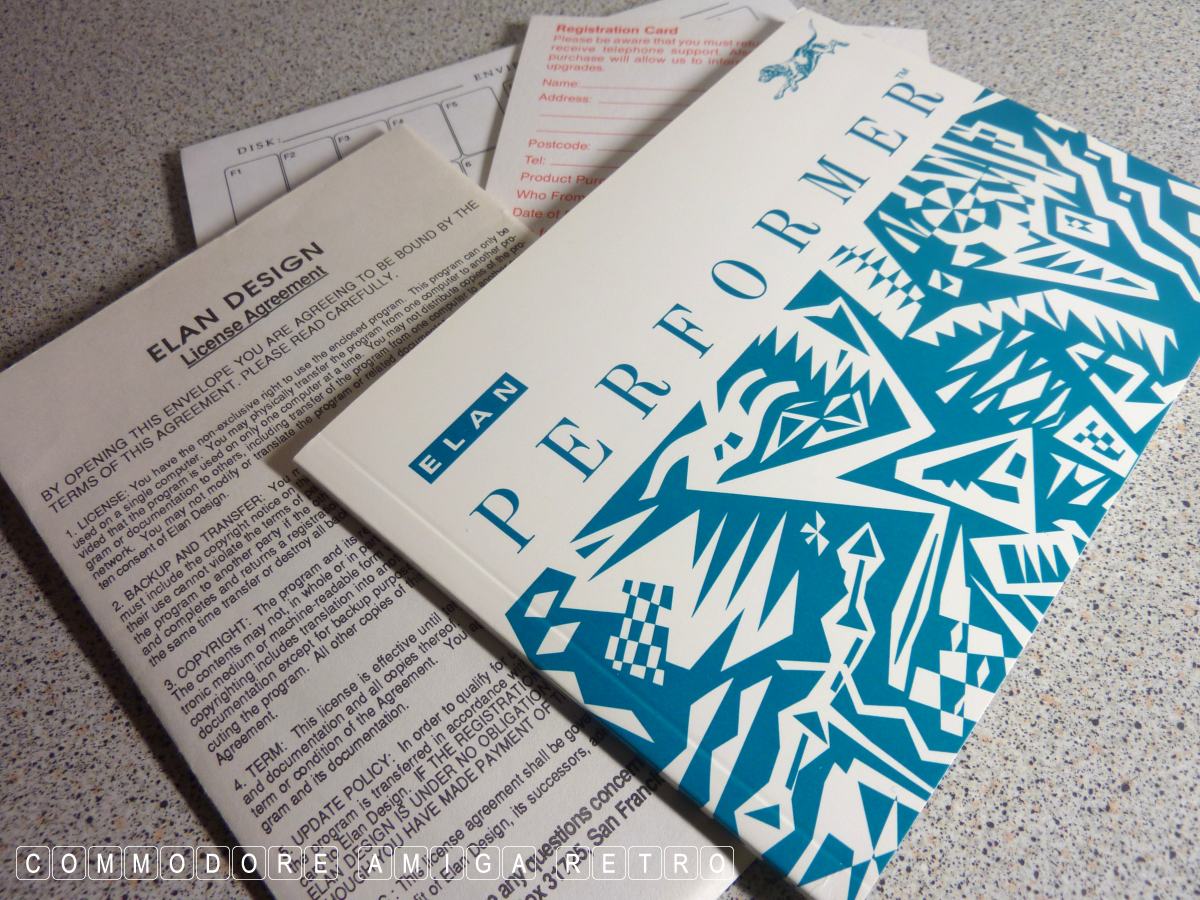 DISK:
ENVI
F1
F2
F3
F4
F5
6
Registration Card
Please be aware that you must
receive telephone support.
purchase will allow us to
upgrades.
Name:
Address:
Postcode:
Tel:
Product
Who From
Date of
ELAN
PERFORMER™
ELAN DESIGN
License Agreement
BY OPENING THIS ENVELOPE YOU ARE AGREEING TO BE BOUND BY THE
TERMS OF THIS AGREEMENT. PLEASE READ CAREFULLY.
1. LICENSE: You have the non-exclusive right to use the enclosed program. This program can only be
used on a single computer. You may physically transfer the program from one computer to another pro-
vided that the program is used on only one computer at a time. You may not distribute copies of the pro-
gram or documentation to others, including transfer of the program from one computer to another
network. You may not modify or translate the program or related
ten consent of Elan Design.
2. BACKUP AND TRANSFER:
must include the copyright notice on
their use cannot violate the terms of
the program to another party if the
and completes and returns a
the same time transfer or destroy all
3. COPYRIGHT: The program and its
The contents may not, in whole or in
tronic medium or machine-readable
copyrighting includes translation into
documentation except for backup
cuting the program. All other copies of
Agreement.
4. TERM: This license is effective until
and documentation and all copies
term or condition of the Agreement.
gram and its documentation.
UPDATE POLICY: In order to qualify
program is transferred in accordance
Elan Design. IF THE
DESIGN IS UNDER NO
YOU HAVE MADE PAYMENT
This license agreement shall be
of Elan Design, its successors,
any questions
31725, San
COMMODORE AMIGA RETRO